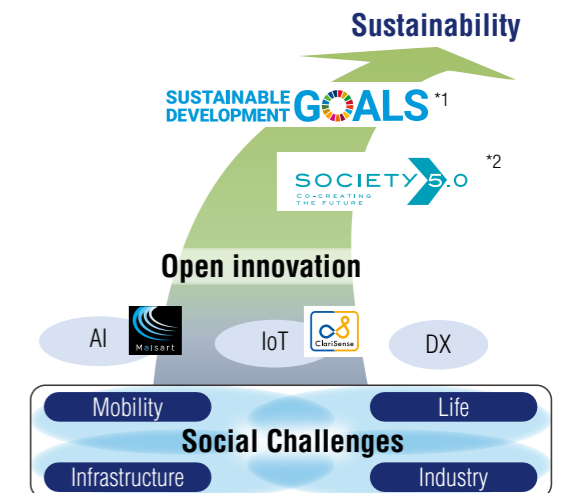 Sustainability
SUSTAINABLE
DEVELOPMENT GOALS *1
SOCIETY 5.0 *2
CO-CREATING
THE FUTURE
Open innovation
AI
Maisart
IoT
ClariSense
DX
Mobility
Life
Social Challenges
Infrastructure
Industry